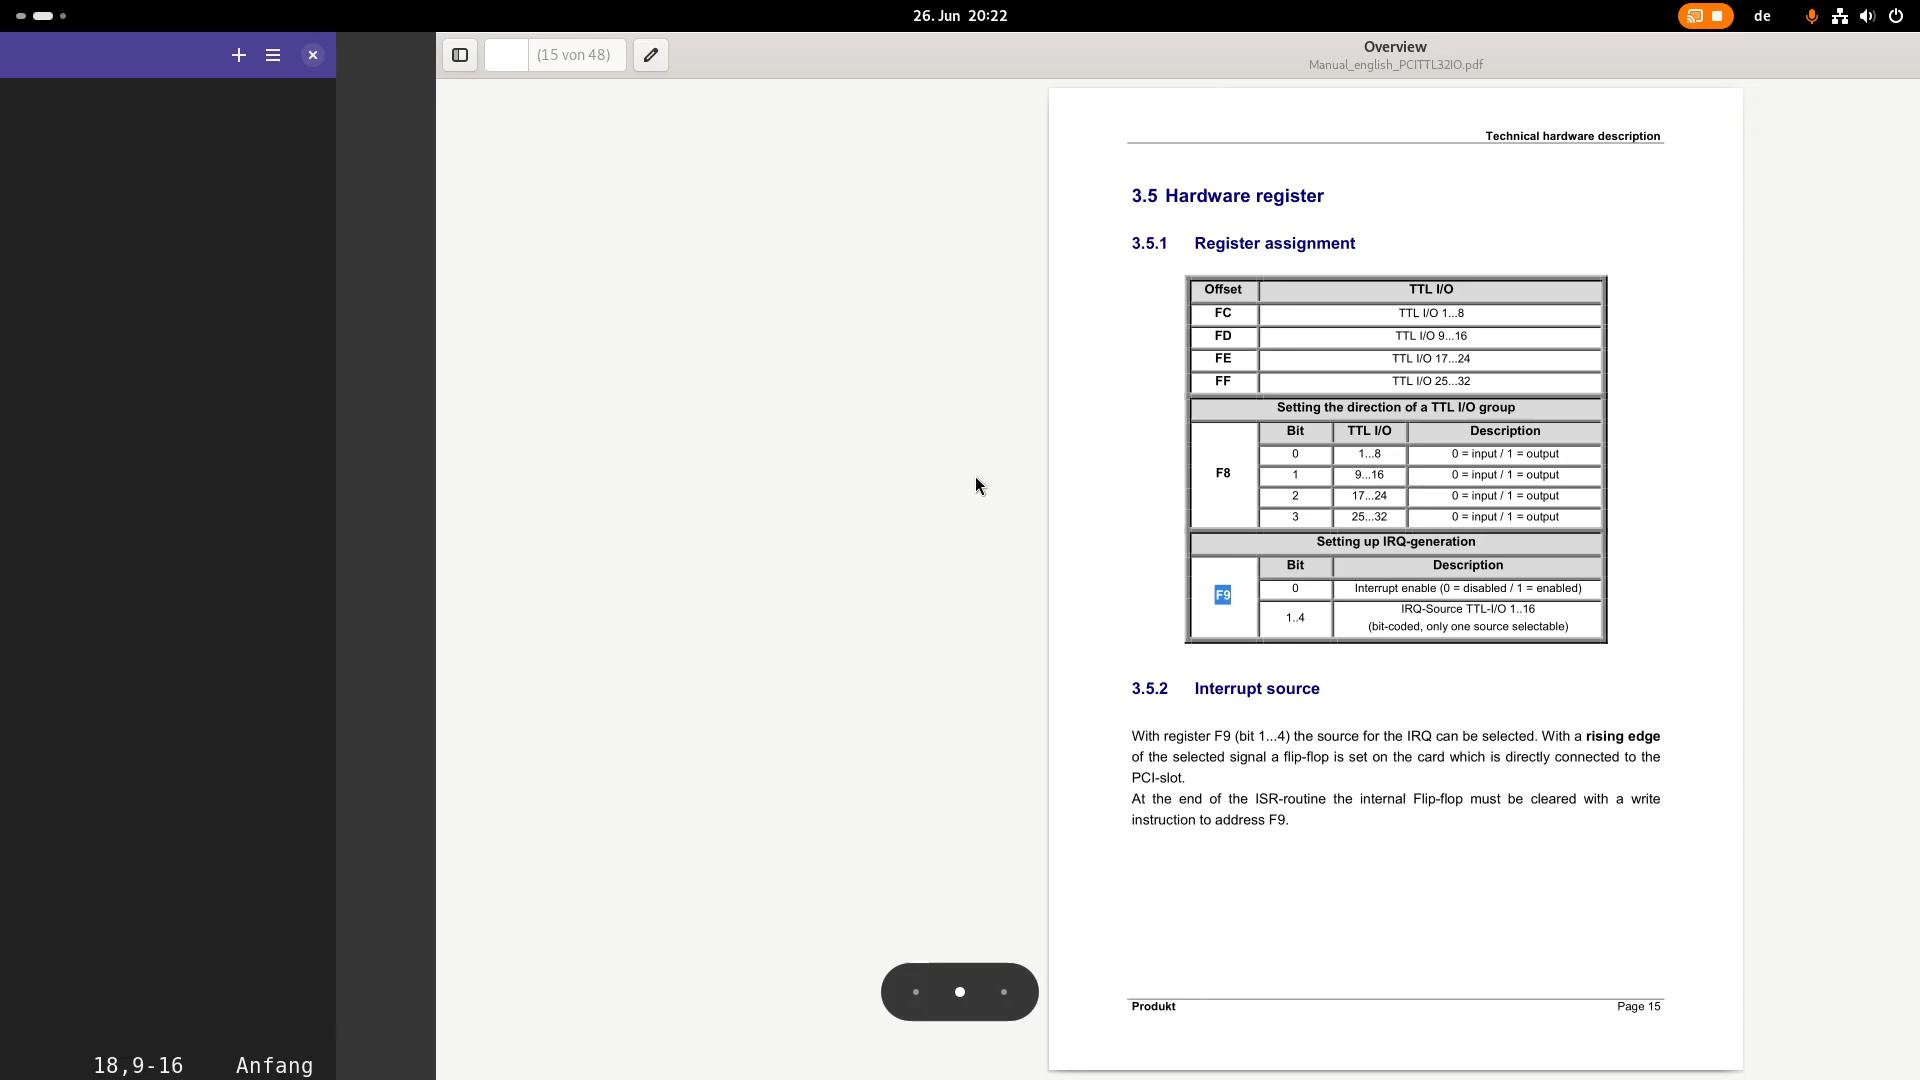 26. Jun 20:22
de
(15 von 48)
Overview
Manual_english_PCITTL32IO.pdf
Technical hardware description
3.5 Hardware register
3.5.1 Register assignment
Offset TTL I/O
FC TTL I/O 1...8
FD TTL I/O 9...16
FE TTL I/O 17...24
FF TTL I/O 25...32
Setting the direction of a TTL I/O group
Bit TTL I/O Description
0 1...8 0 = input / 1 = output
F8
1 9...16 0 = input / 1 = output
2 17...24 0 = input / 1 = output
3 25...32 0 = input / 1 = output
Setting up IRQ-generation
Bit Description
F9
0 Interrupt enable (0 = disabled / 1 = enabled)
1..4 IRQ-Source TTL-I/O 1..16
(bit-coded, only one source selectable)
3.5.2 Interrupt source
With register F9 (bit 1...4) the source for the IRQ can be selected. With a rising edge
of the selected signal a flip-flop is set on the card which is directly connected to the
PCI-slot.
At the end of the ISR-routine the internal Flip-flop must be cleared with a write
instruction to address F9.
Produkt Page 15
18,9-16 Anfang